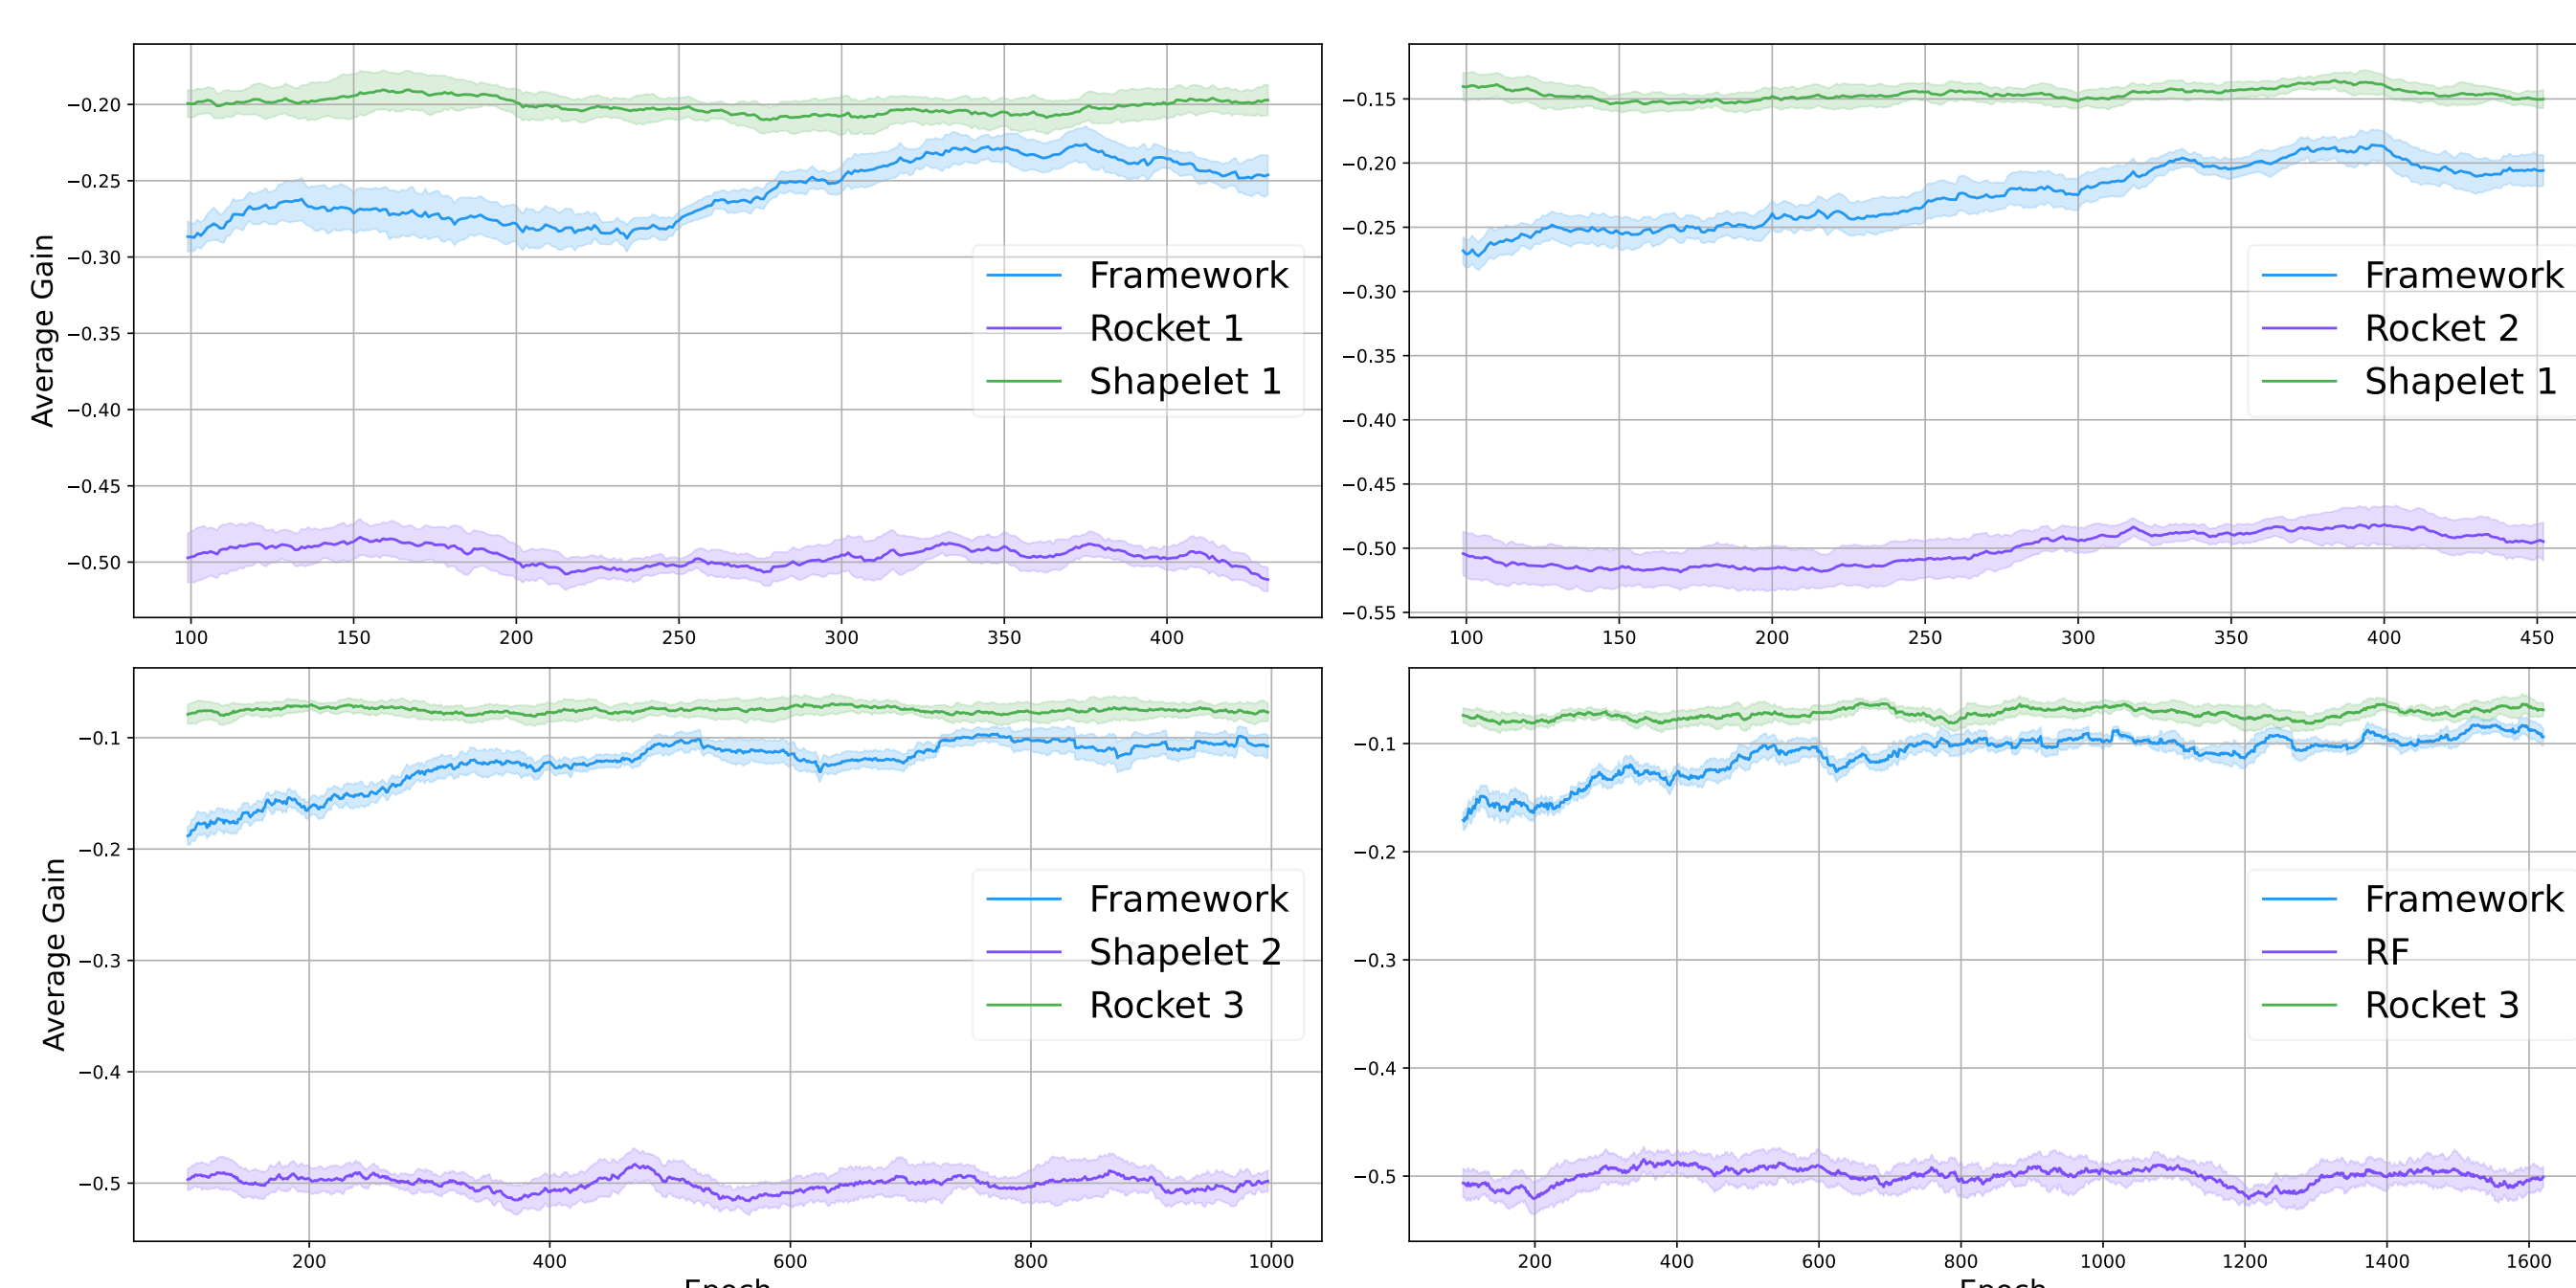 Average Gain
−0.20
−0.25
−0.30
−0.35
−0.40
−0.45
−0.50
Framework
Rocket 1
Shapelet 1
100 150 200 250 300 350 400
−0.15
−0.20
−0.25
−0.30
−0.35
−0.40
−0.45
−0.50
−0.55
Framework
Rocket 2
Shapelet 1
100 150 200 250 300 350 400 450
Average Gain
−0.1
−0.2
−0.3
−0.4
−0.5
Framework
Shapelet 2
Rocket 3
200 400 600 800 1000
Epoch
−0.1
−0.2
−0.3
−0.4
−0.5
Framework
RF
Rocket 3
200 400 600 800 1000 1200 1400 1600
Epoch